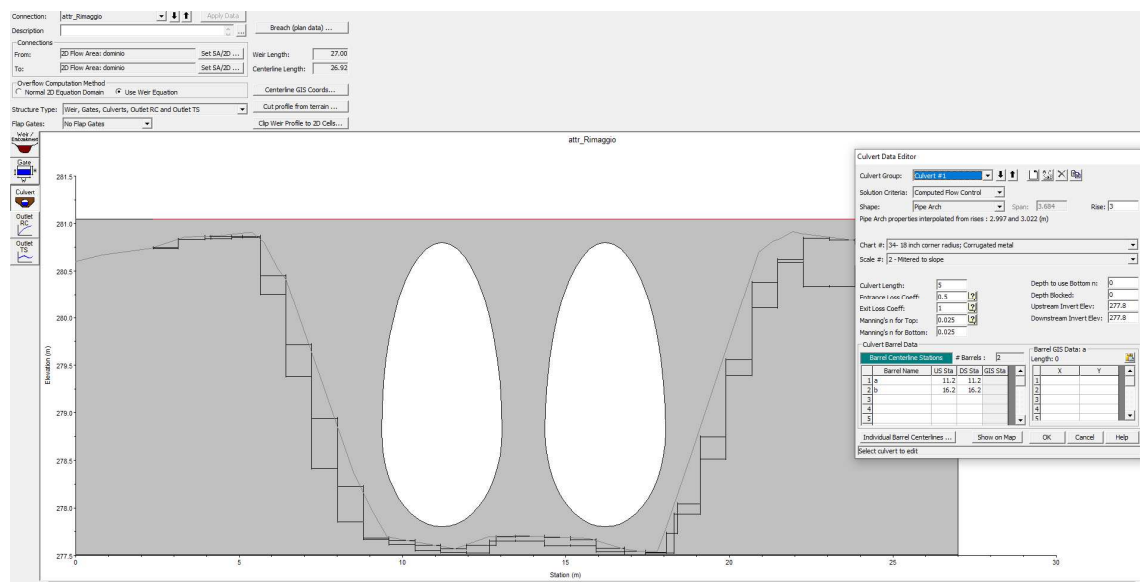 Connection: attr_Rimaggio Apply Data
Description ... Breach (plan data) ...
Connections
From: 2D Flow Area: dominio Set SA/2D ... Weir Length: 27.00
To: 2D Flow Area: dominio Set SA/2D ... Centerline Length: 26.92
Overflow Computation Method
Normal 2D Equation Domain Use Weir Equation Centerline GIS Coords...
Structure Type: Weir, Gates, Culverts, Outlet RC and Outlet TS Cut profile from terrain ...
Flap Gates: No Flap Gates Clip Weir Profile to 2D Cells...
Weir / Embankment
Gate
Culvert
Outlet RC
Outlet TS
attr_Rimaggio
281.5
281.0
280.5
280.0
279.5
279.0
278.5
278.0
277.5
Elevation (m)
0 5 10 15 20 25 30
Station (m)
Culvert Data Editor
Culvert Group: Culvert #1
Solution Criteria: Computed Flow Control
Shape: Pipe Arch Span: 3.684 Rise: 3
Pipe Arch properties interpolated from rises : 2.997 and 3.022 (m)
Chart #: 34- 18 inch corner radius; Corrugated metal
Scale #: 2 - Mitered to slope
Culvert Length: 5 Depth to use Bottom n: 0
Entrance Loss Coeff: 0.5 Depth Blocked: 0
Exit Loss Coeff: 1 Upstream Invert Elev: 277.8
Manning's n for Top: 0.025 Downstream Invert Elev: 277.8
Manning's n for Bottom: 0.025
Culvert Barrel Data
Barrel Centerline Stations # Barrels : 2 Barrel GIS Data: a
Length: 0
Barrel Name US Sta DS Sta GIS Sta X Y
1 a 11.2 11.2 1
2 b 16.2 16.2 2
3 3
4 4
5 5
Individual Barrel Centerlines ... Show on Map OK Cancel Help
Select culvert to edit